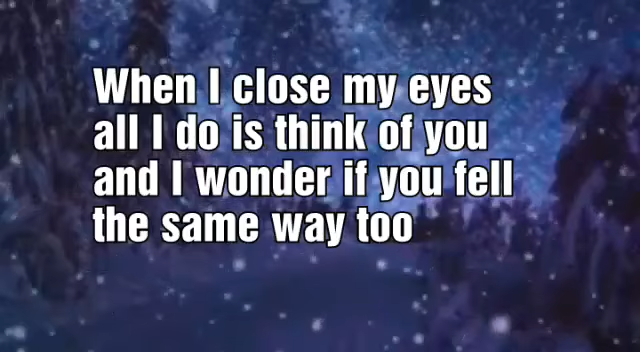 When I close my eyes
all I do is think of you
and I wonder if you fell
the same way too